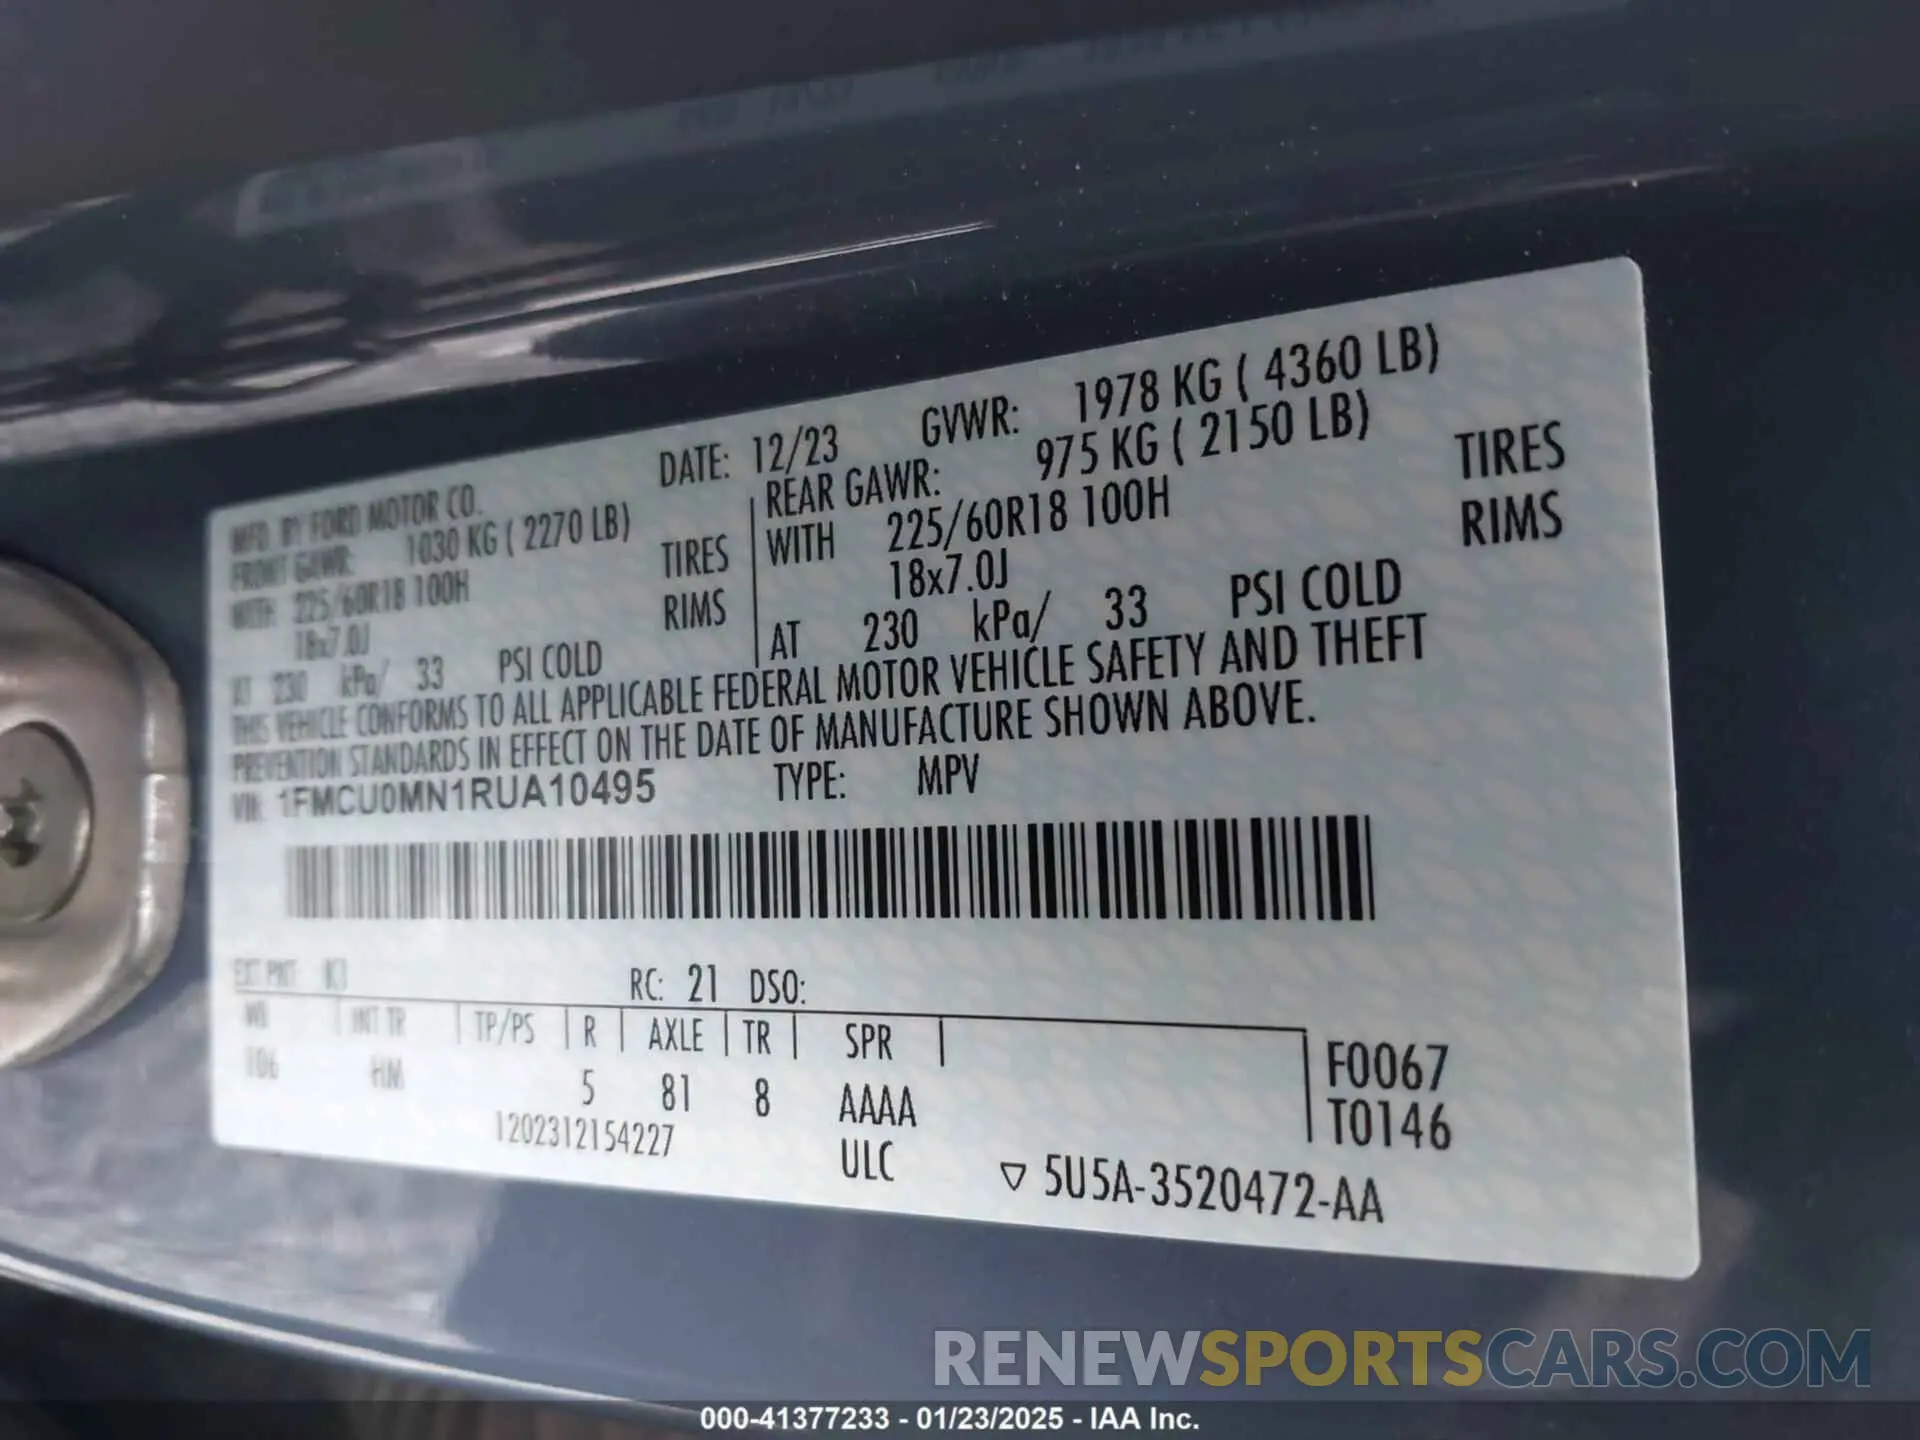 MFD. BY FORD MOTOR CO.
DATE: 12/23
GVWR: 1978 KG ( 4360 LB)
FRONT GAWR: 1030 KG ( 2270 LB)
REAR GAWR: 975 KG ( 2150 LB)
WITH 225/60R18 100H TIRES
WITH 225/60R18 100H TIRES
18x7.0J RIMS
18x7.0J RIMS
AT 230 kPa/ 33 PSI COLD
AT 230 kPa/ 33 PSI COLD
THIS VEHICLE CONFORMS TO ALL APPLICABLE FEDERAL MOTOR VEHICLE SAFETY AND THEFT
PREVENTION STANDARDS IN EFFECT ON THE DATE OF MANUFACTURE SHOWN ABOVE.
VIN: 1FMCU0MN1RUA10495
TYPE: MPV
EXT PNT:
RC: 21 DSO:
WB | INT TR | TP/PS | R | AXLE | TR | SPR |
106 HM 5 81 8 AAAA
F0067
T0146
1202312154227
ULC
▽ 5U5A-3520472-AA
RENEWSPORTSCARS.COM
000-41377233 - 01/23/2025 - IAA Inc.